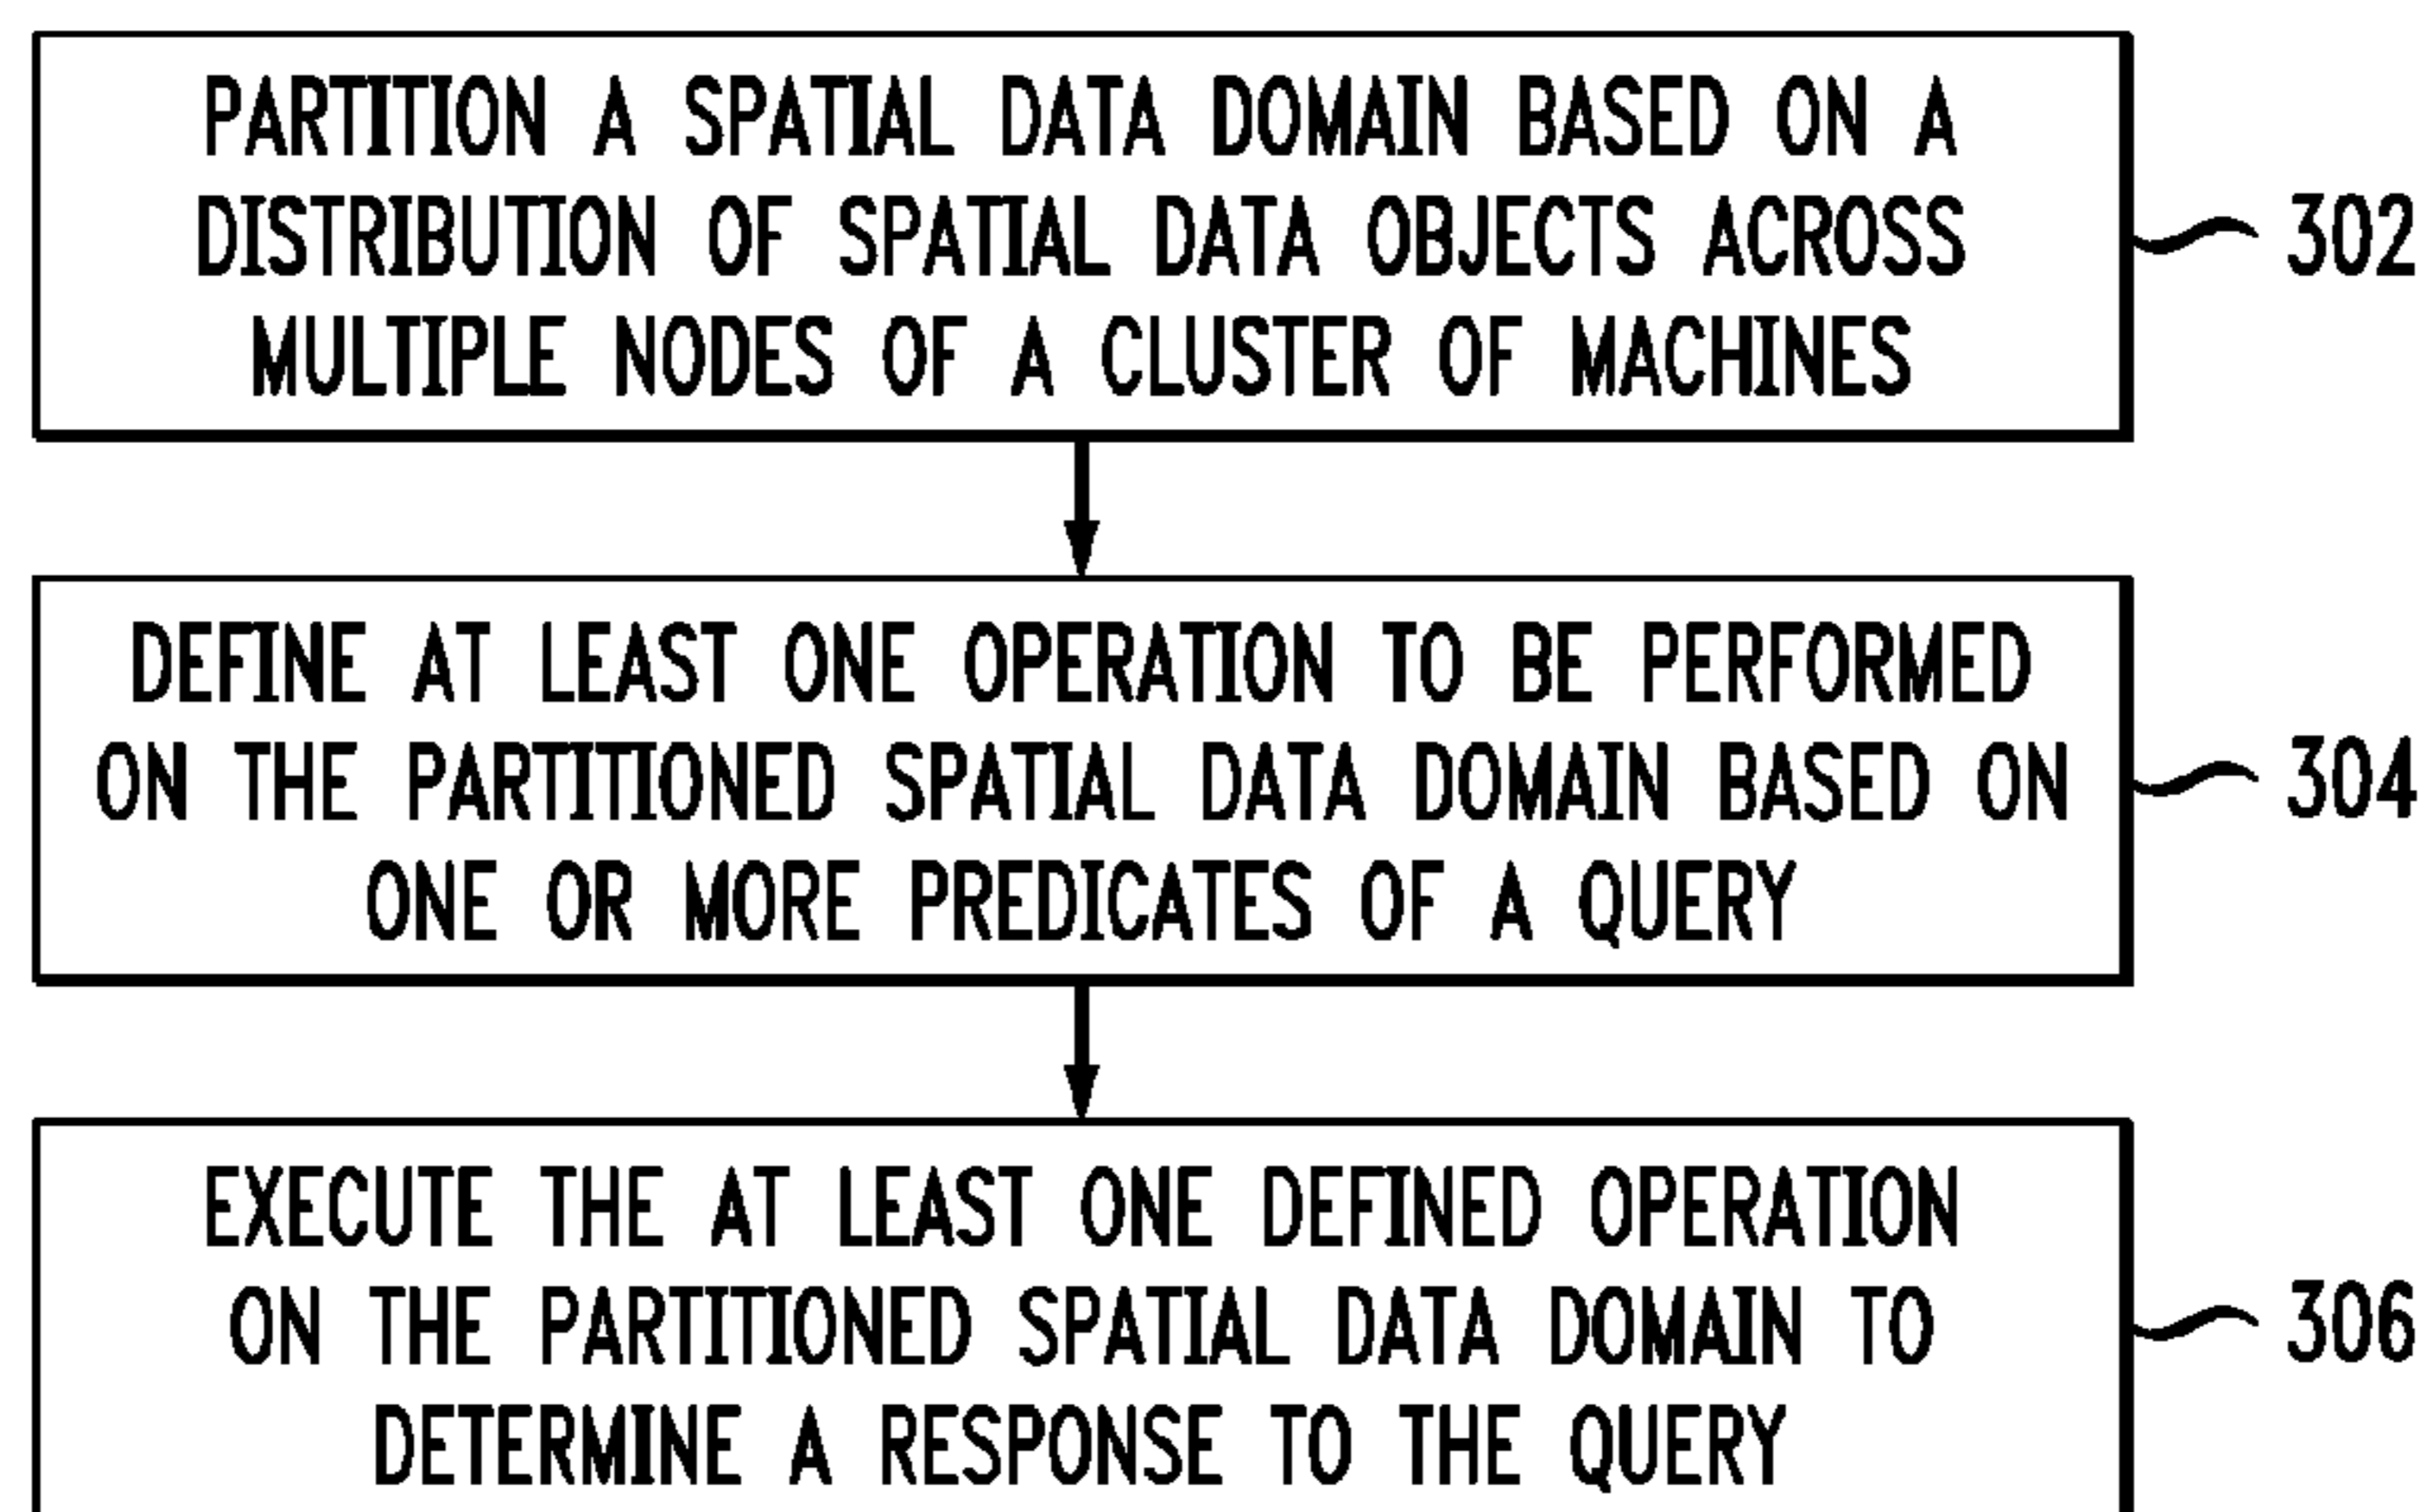 PARTITION A SPATIAL DATA DOMAIN BASED ON A
DISTRIBUTION OF SPATIAL DATA OBJECTS ACROSS
MULTIPLE NODES OF A CLUSTER OF MACHINES
302
DEFINE AT LEAST ONE OPERATION TO BE PERFORMED
ON THE PARTITIONED SPATIAL DATA DOMAIN BASED ON
ONE OR MORE PREDICATES OF A QUERY
304
EXECUTE THE AT LEAST ONE DEFINED OPERATION
ON THE PARTITIONED SPATIAL DATA DOMAIN TO
DETERMINE A RESPONSE TO THE QUERY
306